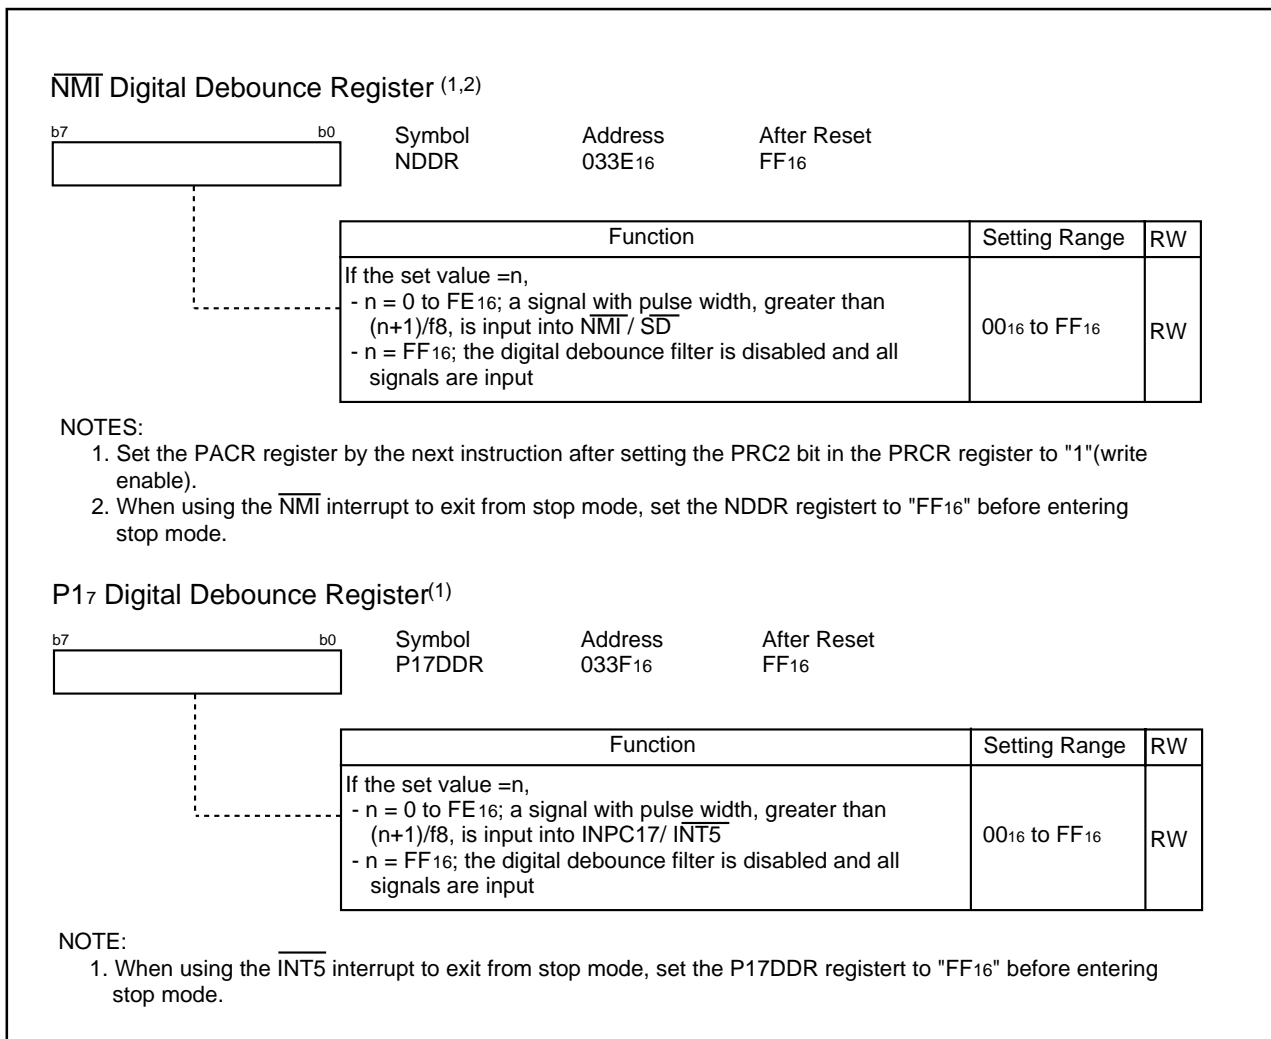 NMI Digital Debounce Register (1,2)
b7 b0 Symbol Address After Reset
NDDR 033E16 FF16
Function Setting Range RW
If the set value =n,
- n = 0 to FE16; a signal with pulse width, greater than
(n+1)/f8, is input into NMI / SD
- n = FF16; the digital debounce filter is disabled and all
signals are input
0016 to FF16 RW
NOTES:
1. Set the PACR register by the next instruction after setting the PRC2 bit in the PRCR register to "1"(write
enable).
2. When using the NMI interrupt to exit from stop mode, set the NDDR registert to "FF16" before entering
stop mode.
P17 Digital Debounce Register(1)
b7 b0 Symbol Address After Reset
P17DDR 033F16 FF16
Function Setting Range RW
If the set value =n,
- n = 0 to FE16; a signal with pulse width, greater than
(n+1)/f8, is input into INPC17/ INT5
- n = FF16; the digital debounce filter is disabled and all
signals are input
0016 to FF16 RW
NOTE:
1. When using the INT5 interrupt to exit from stop mode, set the P17DDR registert to "FF16" before entering
stop mode.